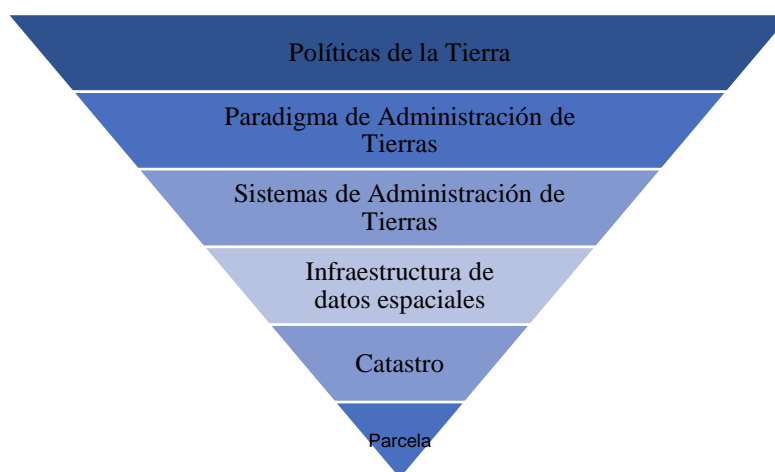 Políticas de la Tierra
Paradigma de Administración de
Tierras
Sistemas de Administración de
Tierras
Infraestructura de
datos espaciales
Catastro
Parcela